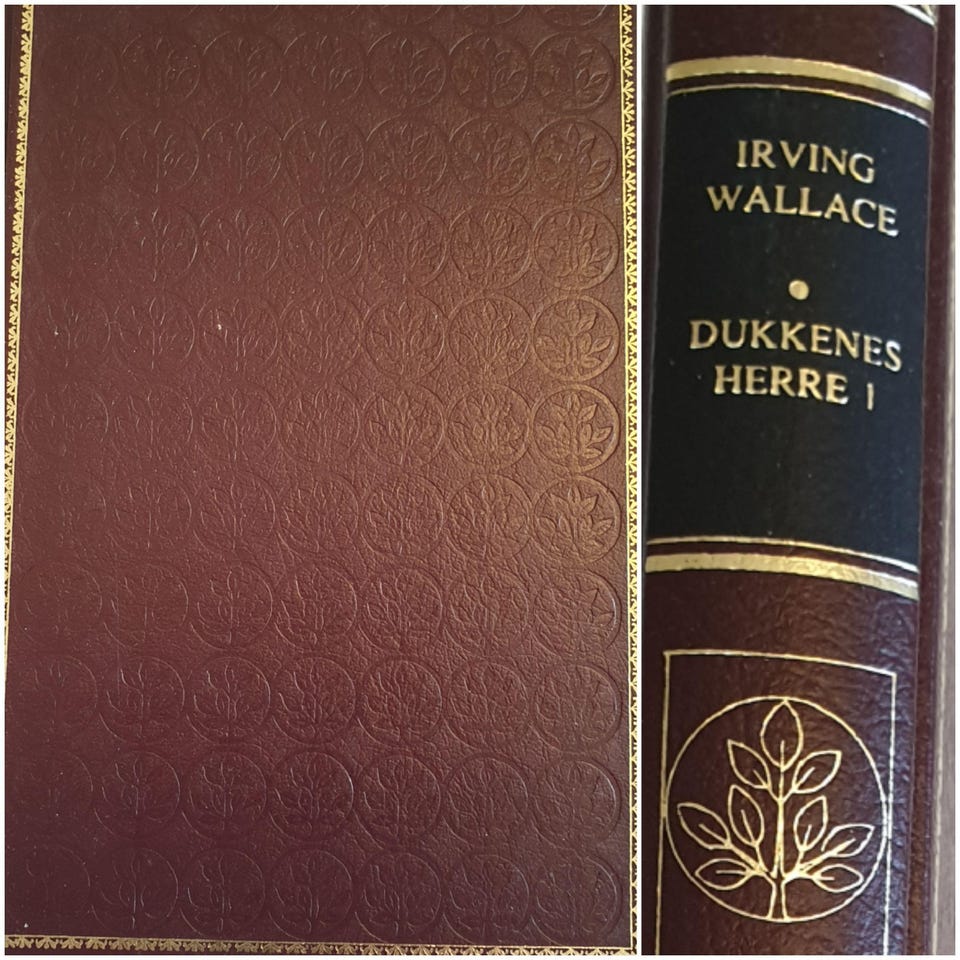 IRVING
WALLACE
DUKKENES
HERRE I